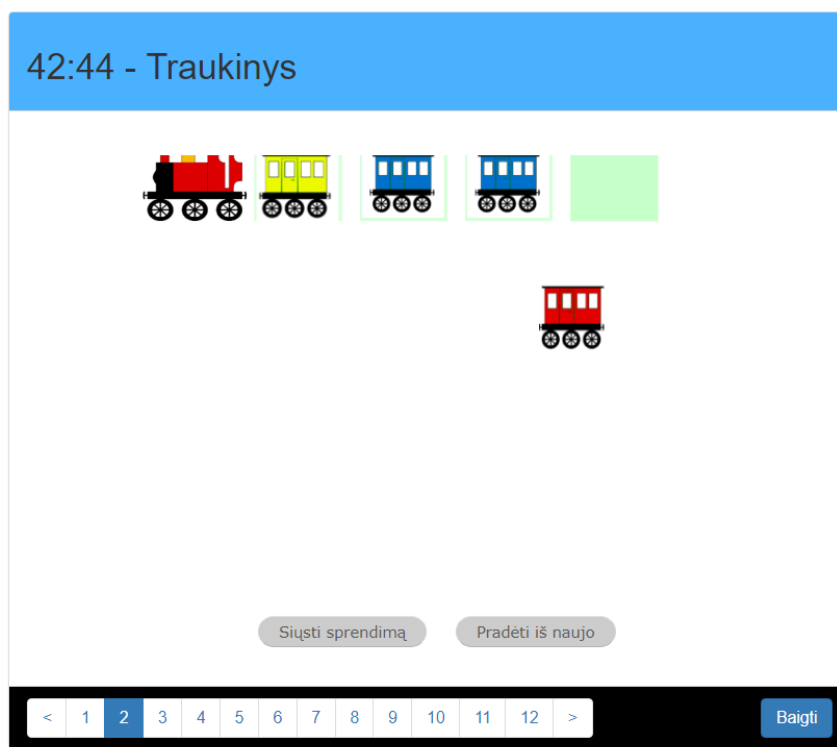 42:44 - Traukinys
Siųsti sprendimą Pradėti iš naujo
< 1 2 3 4 5 6 7 8 9 10 11 12 > Baigti